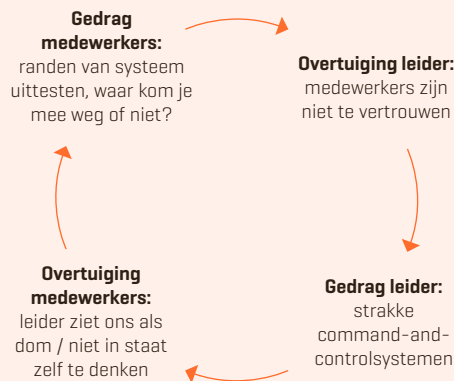 Gedrag
medewerkers:
randen van systeem
uittesten, waar kom je
mee weg of niet?
Overtuiging leider:
medewerkers zijn
niet te vertrouwen
Gedrag leider:
strakke
command-and-
controlsystemen
Overtuiging
medewerkers:
leider ziet ons als
dom / niet in staat
zelf te denken